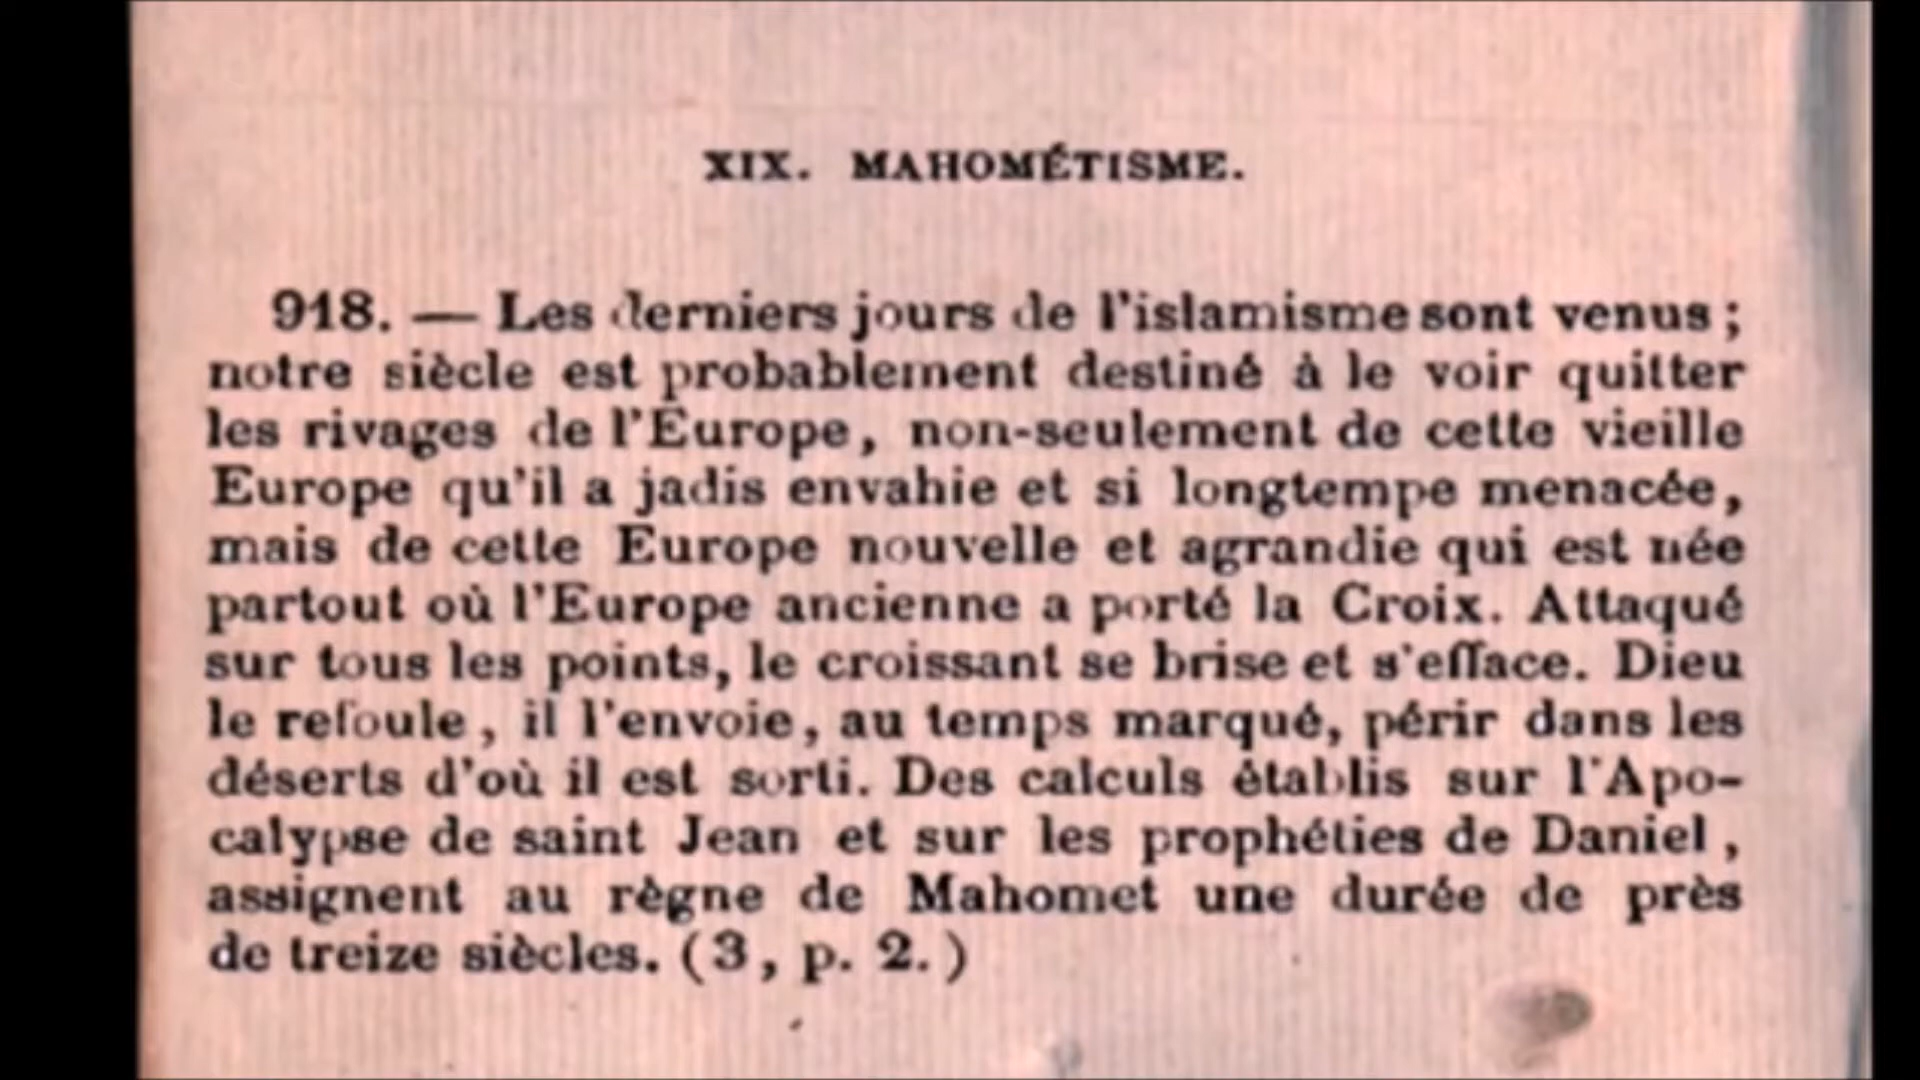 XIX. MAHOMÉTISME.
918. — Les derniers jours de l'islamisme sont venus ;
notre siècle est probablement destiné à le voir quitter
les rivages de l'Europe, non-seulement de cette vieille
Europe qu'il a jadis envahie et si longtempe menacée,
mais de cette Europe nouvelle et agrandie qui est née
partout où l'Europe ancienne a porté la Croix. Attaqué
sur tous les points, le croissant se brise et s'efface. Dieu
le refoule, il l'envoie, au temps marqué, périr dans les
déserts d'où il est sorti. Des calculs établis sur l'Apo-
calypse de saint Jean et sur les prophéties de Daniel,
assignent au règne de Mahomet une durée de près
de treize siècles. (3, p. 2.)